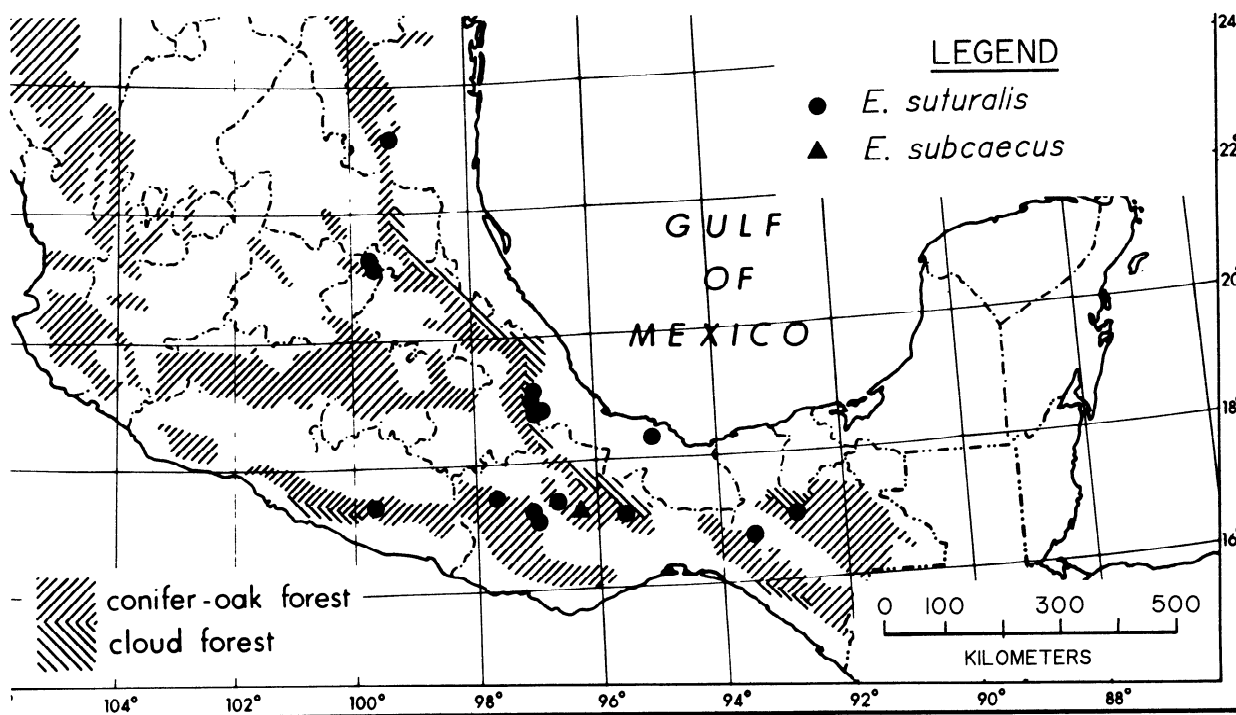 LEGEND
E. suturalis
E. subcaecus
GULF
OF
MEXICO
24°
22°
20°
18°
16°
conifer-oak forest
cloud forest
0 100 300 500
KILOMETERS
104° 102° 100° 98° 96° 94° 92° 90° 88°